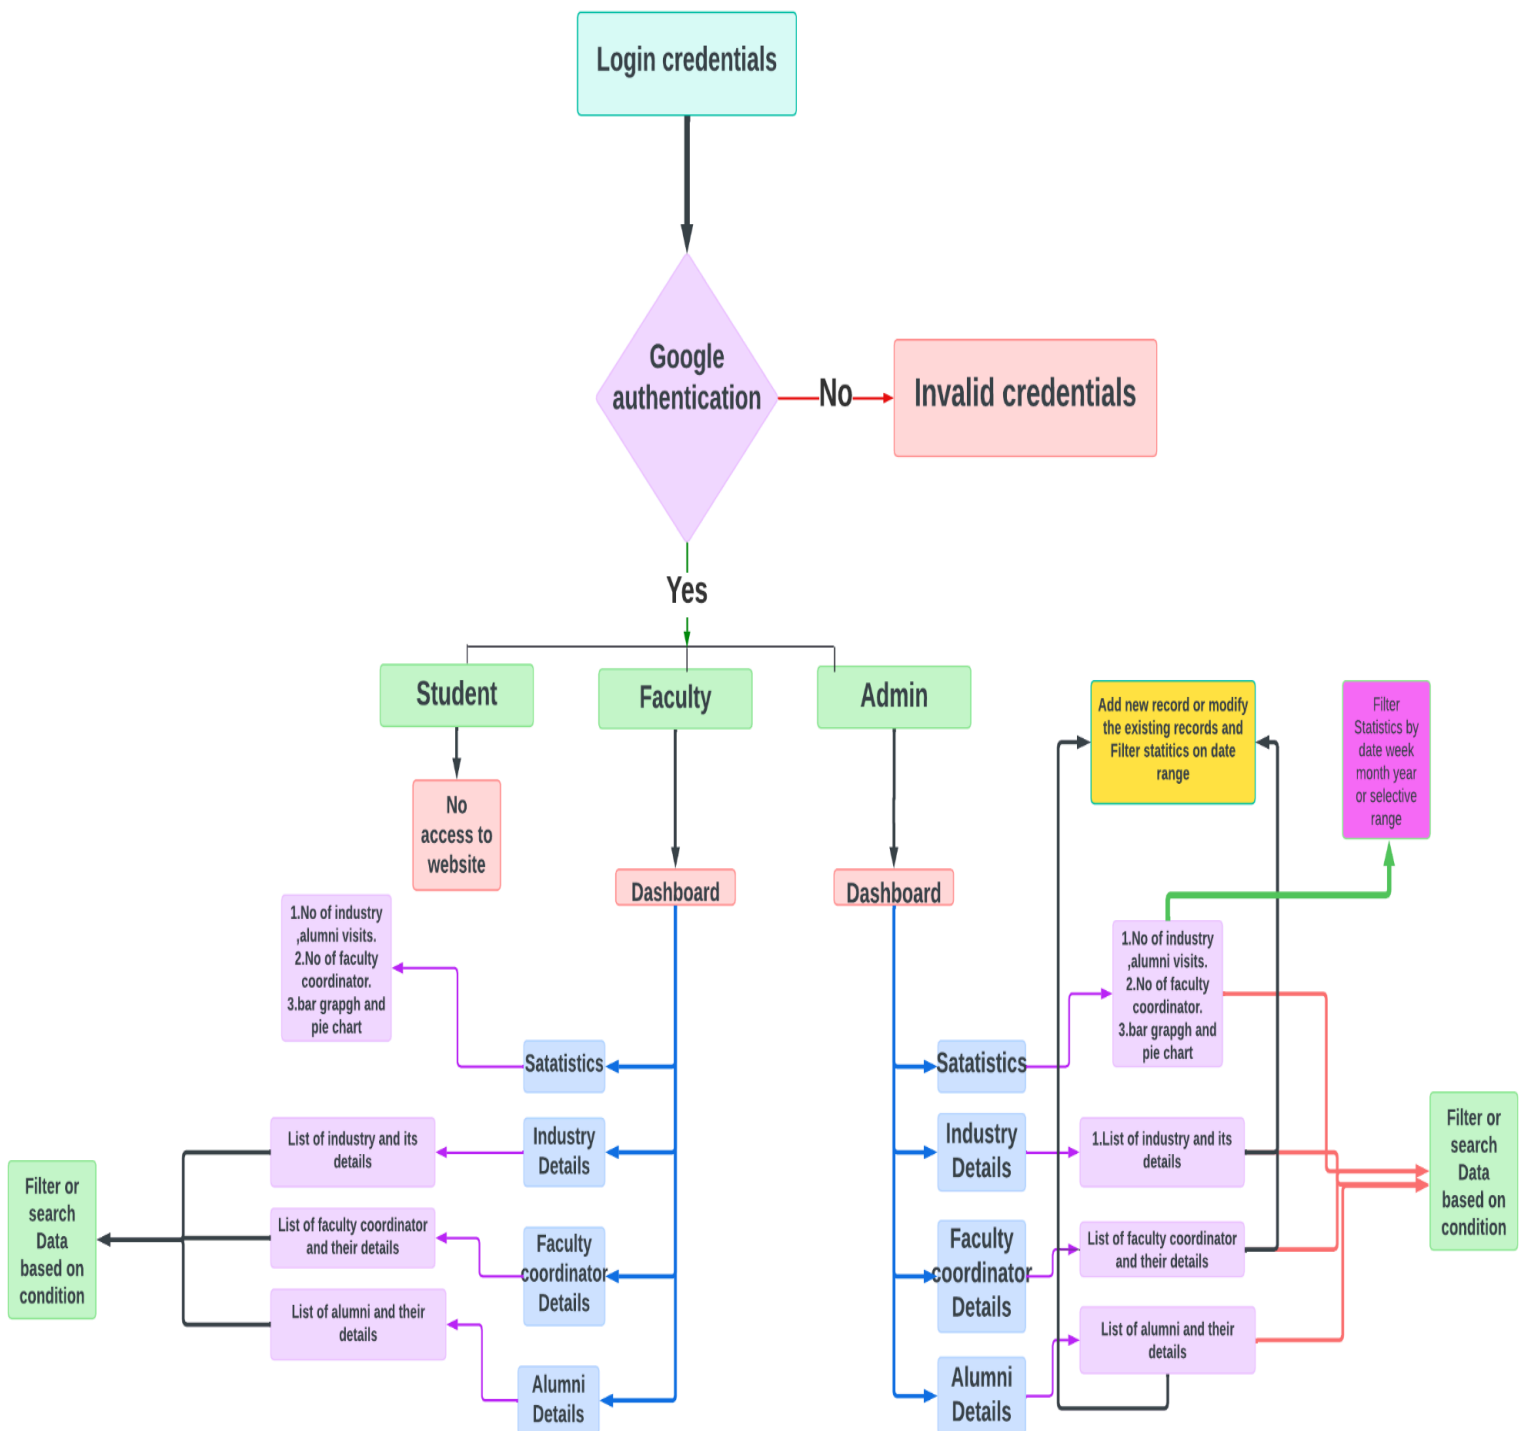 Login credentials
Google
authentication
No
Invalid credentials
Yes
Student
Faculty
Admin
No
access to
website
Dashboard
Dashboard
Add new record or modify
the existing records and
Filter statitics on date
range
Filter
Statistics by
date week
month year
or selective
range
1.No of industry
,alumni visits.
2.No of faculty
coordinator.
3.bar grapgh and
pie chart
Satatistics
Industry
Details
Faculty
coordinator
Details
Alumni
Details
List of industry and its
details
List of faculty coordinator
and their details
List of alumni and their
details
Filter or
search
Data
based on
condition
Satatistics
Industry
Details
Faculty
coordinator
Details
Alumni
Details
1.No of industry
,alumni visits.
2.No of faculty
coordinator.
3.bar grapgh and
pie chart
1.List of industry and its
details
List of faculty coordinator
and their details
List of alumni and their
details
Filter or
search
Data
based on
condition